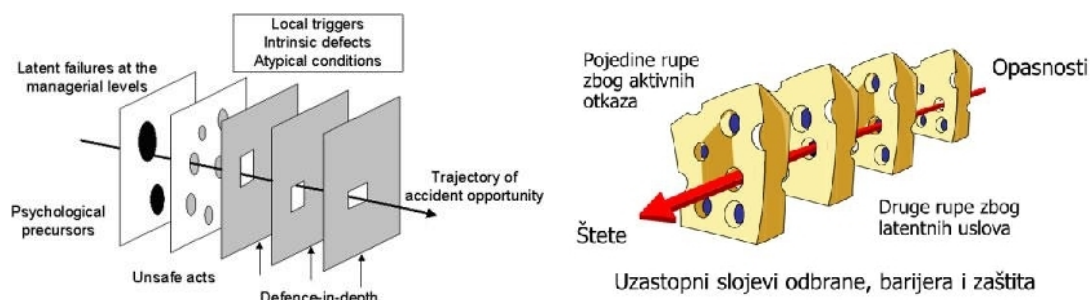 Local triggers
Intrinsic defects
Atypical conditions
Latent failures at the
managerial levels
Trajectory of
accident opportunity
Psychological
precursors
Unsafe acts
Defence-in-depth
Pojedine rupe
zbog aktivnih
otkaza
Opasnosti
Štete
Druge rupe zbog
latentnih uslova
Uzastopni slojevi odbrane, barijera i zaštita